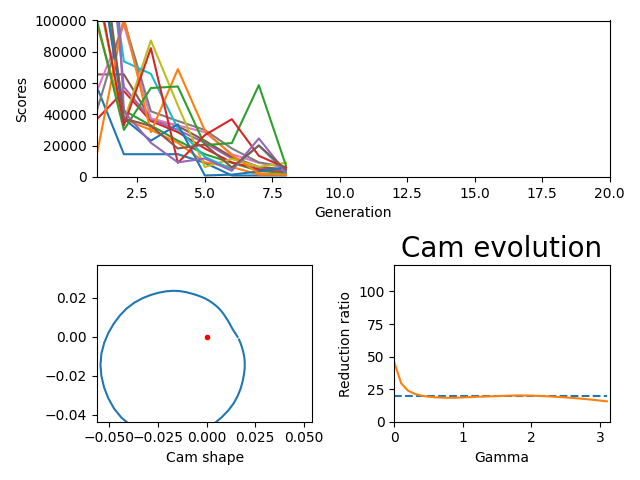 100000
80000
60000
40000
20000
0
Scores
2.5 5.0 7.5 10.0 12.5 15.0 17.5 20.0
Generation
Cam evolution
0.02
0.00
−0.02
−0.04
−0.050 −0.025 0.000 0.025 0.050
Cam shape
100
75
50
25
0
Reduction ratio
0 1 2 3
Gamma